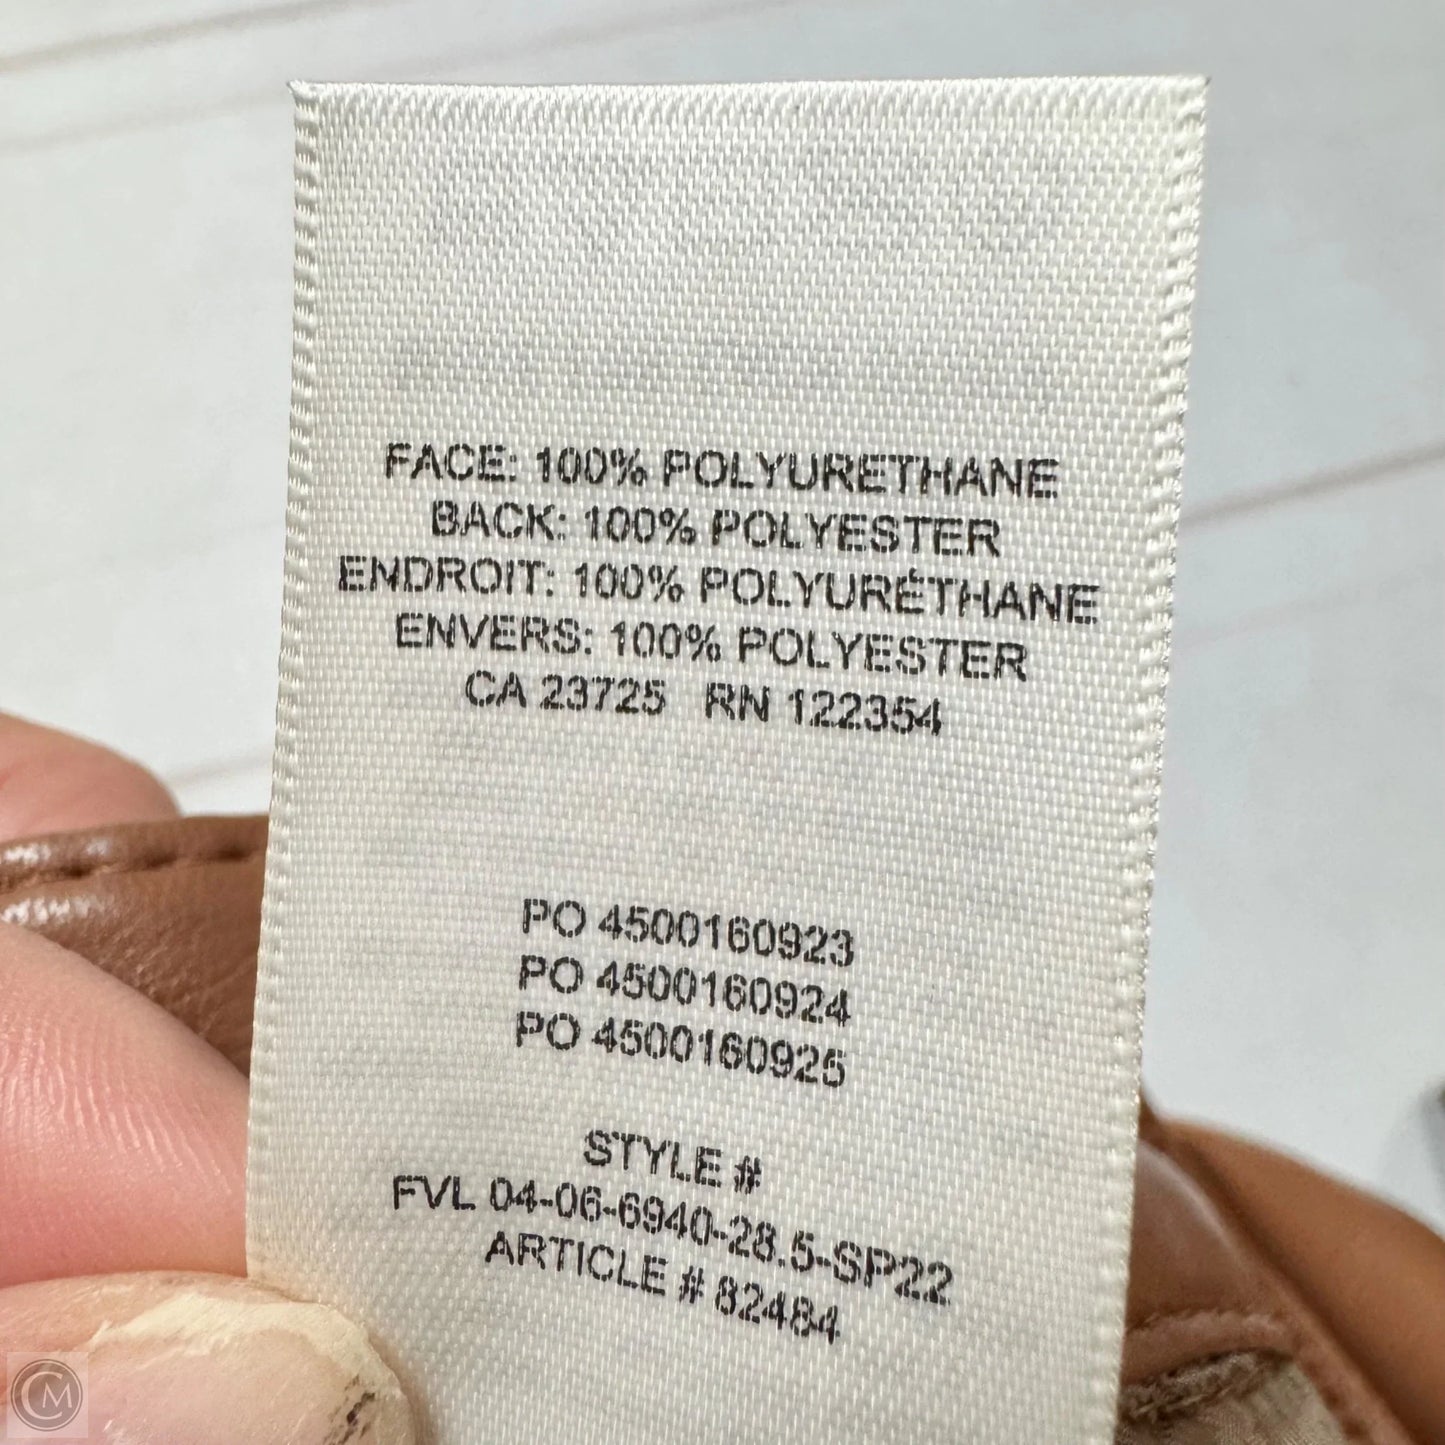 FACE: 100% POLYURETHANE
BACK: 100% POLYESTER
ENDROIT: 100% POLYURÉTHANE
ENVERS: 100% POLYESTER
CA 23725 RN 122354
PO 4500160923
PO 4500160924
PO 4500160925
STYLE #
FVL 04-06-6940-28.5-SP22
ARTICLE # 82484
CM